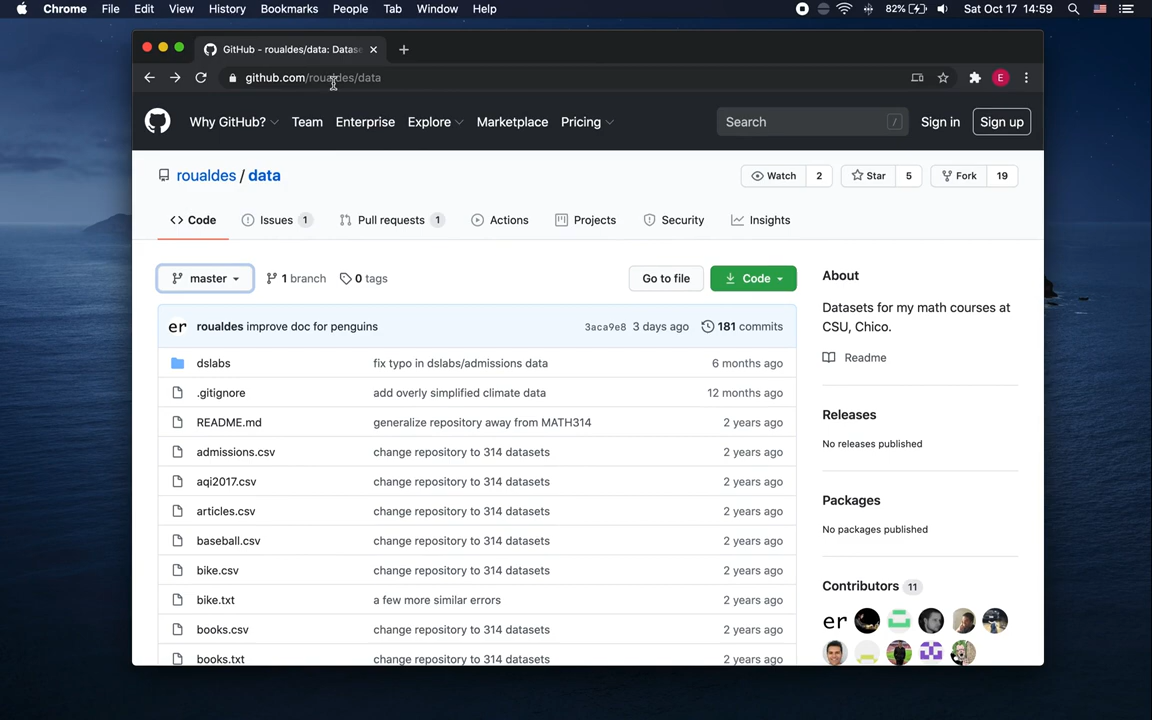 Chrome File Edit View History Bookmarks People Tab Window Help 82% Sat Oct 17 14:59
GitHub - roualdes/data: Datase
github.com/roualdes/data E
Why GitHub? Team Enterprise Explore Marketplace Pricing Search / Sign in Sign up
roualdes / data Watch 2 Star 5 Fork 19
<> Code Issues 1 Pull requests 1 Actions Projects Security Insights
master 1 branch 0 tags Go to file Code
er roualdes improve doc for penguins 3aca9e8 3 days ago 181 commits
dslabs fix typo in dslabs/admissions data 6 months ago
.gitignore add overly simplified climate data 12 months ago
README.md generalize repository away from MATH314 2 years ago
admissions.csv change repository to 314 datasets 2 years ago
aqi2017.csv change repository to 314 datasets 2 years ago
articles.csv change repository to 314 datasets 2 years ago
baseball.csv change repository to 314 datasets 2 years ago
bike.csv change repository to 314 datasets 2 years ago
bike.txt a few more similar errors 2 years ago
books.csv change repository to 314 datasets 2 years ago
books.txt change repository to 314 datasets 2 years ago
About
Datasets for my math courses at
CSU, Chico.
Readme
Releases
No releases published
Packages
No packages published
Contributors 11
er